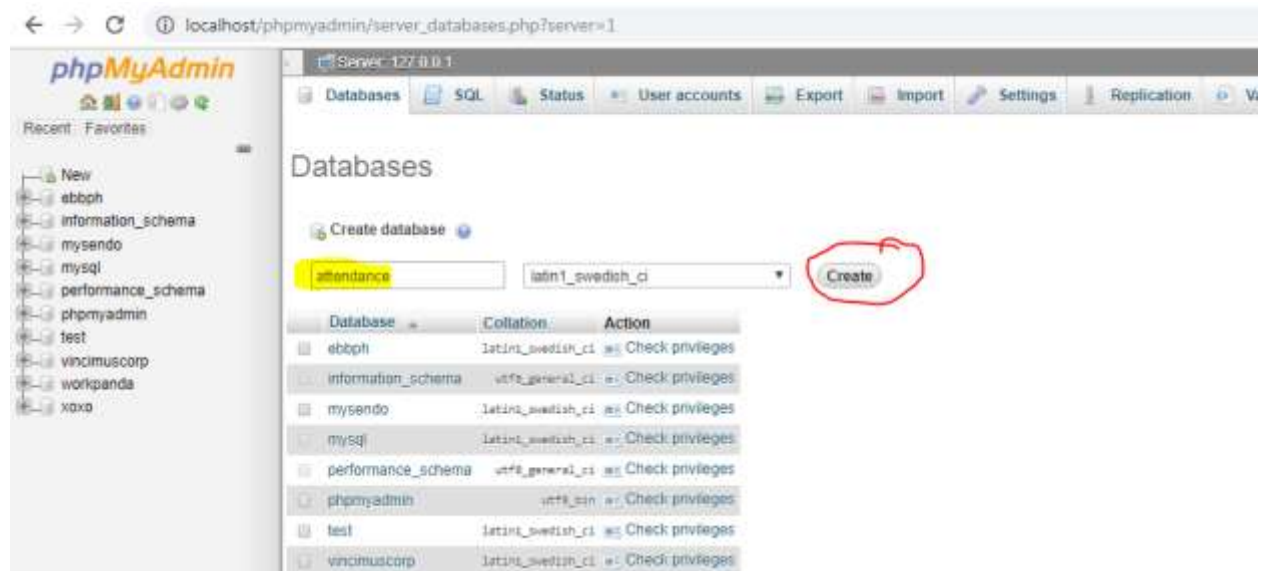 localhost/phpmyadmin/server_databases.php?server=1
phpMyAdmin
Recent Favorites
New
ebbph
information_schema
mysendo
mysql
performance_schema
phpmyadmin
test
vincimuscorp
workpanda
xoxo
Server: 127.0.0.1
Databases SQL Status User accounts Export Import Settings Replication Va
Databases
Create database
attendance latin1_swedish_ci Create
Database Collation Action
ebbph latin1_swedish_ci Check privileges
information_schema utf8_general_ci Check privileges
mysendo latin1_swedish_ci Check privileges
mysql latin1_swedish_ci Check privileges
performance_schema utf8_general_ci Check privileges
phpmyadmin utf8_bin Check privileges
test latin1_swedish_ci Check privileges
vincimuscorp latin1_swedish_ci Check privileges